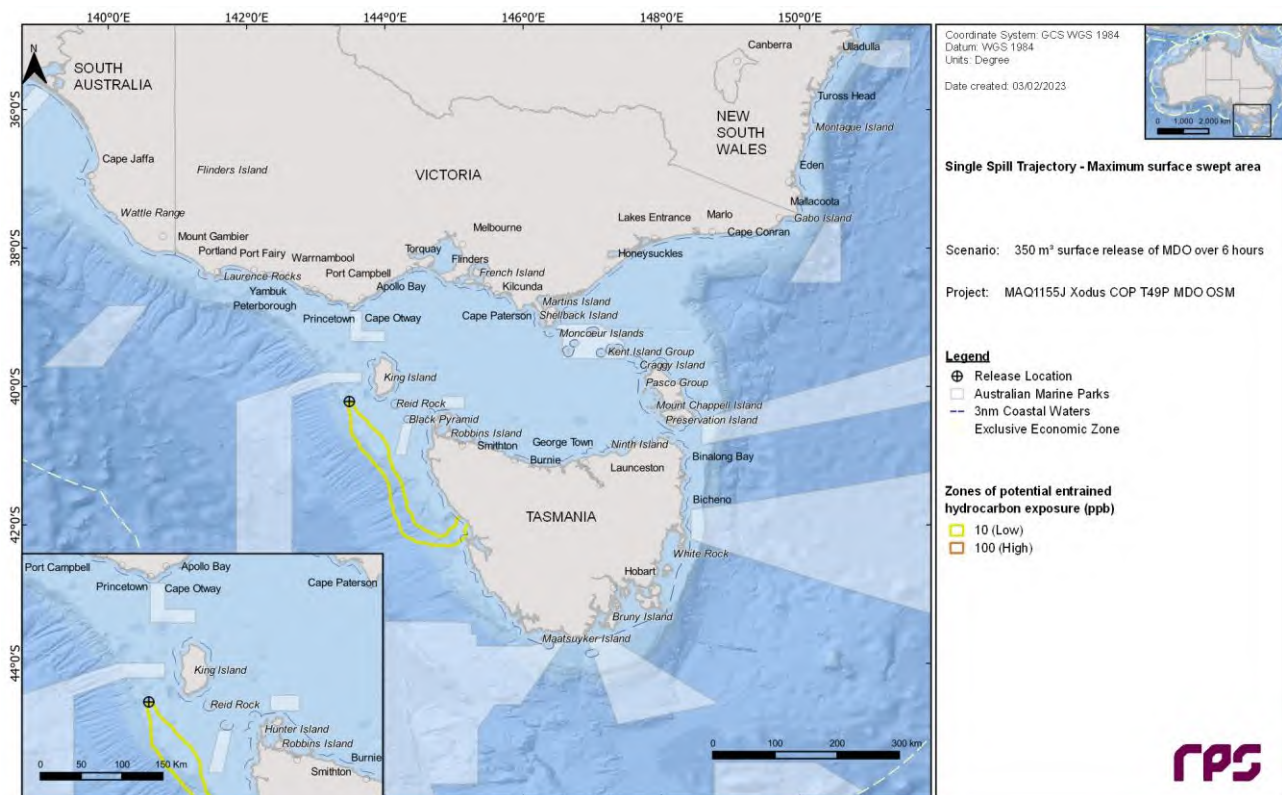 140°0'E 142°0'E 144°0'E 146°0'E 148°0'E 150°0'E
36°S
38°0'S
40°0'S
42°0'S
44°0'S
N
SOUTH
AUSTRALIA
Canberra
Ulladulla
Tuross Head
NEW
SOUTH
WALES
Montague Island
Cape Jaffa
Flinders Island
VICTORIA
Eden
Wattle Range
Mallacoota
Lakes Entrance
Marlo
Gabo Island
Mount Gambier
Melbourne
Cape Conran
Portland
Port Fairy
Warrnambool
Torquay
Flinders
Honeysuckles
Laurence Rocks
Port Campbell
French Island
Yambuk
Apollo Bay
Kilcunda
Peterborough
Martins Island
Princetown
Cape Otway
Cape Paterson
Shellback Island
Moncoeur Islands
Kent Island Group
Craggy Island
King Island
Pasco Group
Reid Rock
Mount Chappell Island
Black Pyramid
Preservation Island
Robbins Island
Smithton
George Town
Ninth Island
Burnie
Launceston
Binalong Bay
Bicheno
TASMANIA
White Rock
Hobart
Bruny Island
Maatsuyker Island
0 100 200 300 km
Port Campbell
Apollo Bay
Princetown
Cape Otway
Cape Paterson
King Island
Reid Rock
Hunter Island
Robbins Island
Burnie
Smithton
0 50 100 150 Km
Coordinate System: GCS WGS 1984
Datum: WGS 1984
Units: Degree
Date created: 03/02/2023
0 1,000 2,000 km
Single Spill Trajectory - Maximum surface swept area
Scenario: 350 m³ surface release of MDO over 6 hours
Project: MAQ1155J Xodus COP T49P MDO OSM
Legend
Release Location
Australian Marine Parks
3nm Coastal Waters
Exclusive Economic Zone
Zones of potential entrained
hydrocarbon exposure (ppb)
10 (Low)
100 (High)
rps